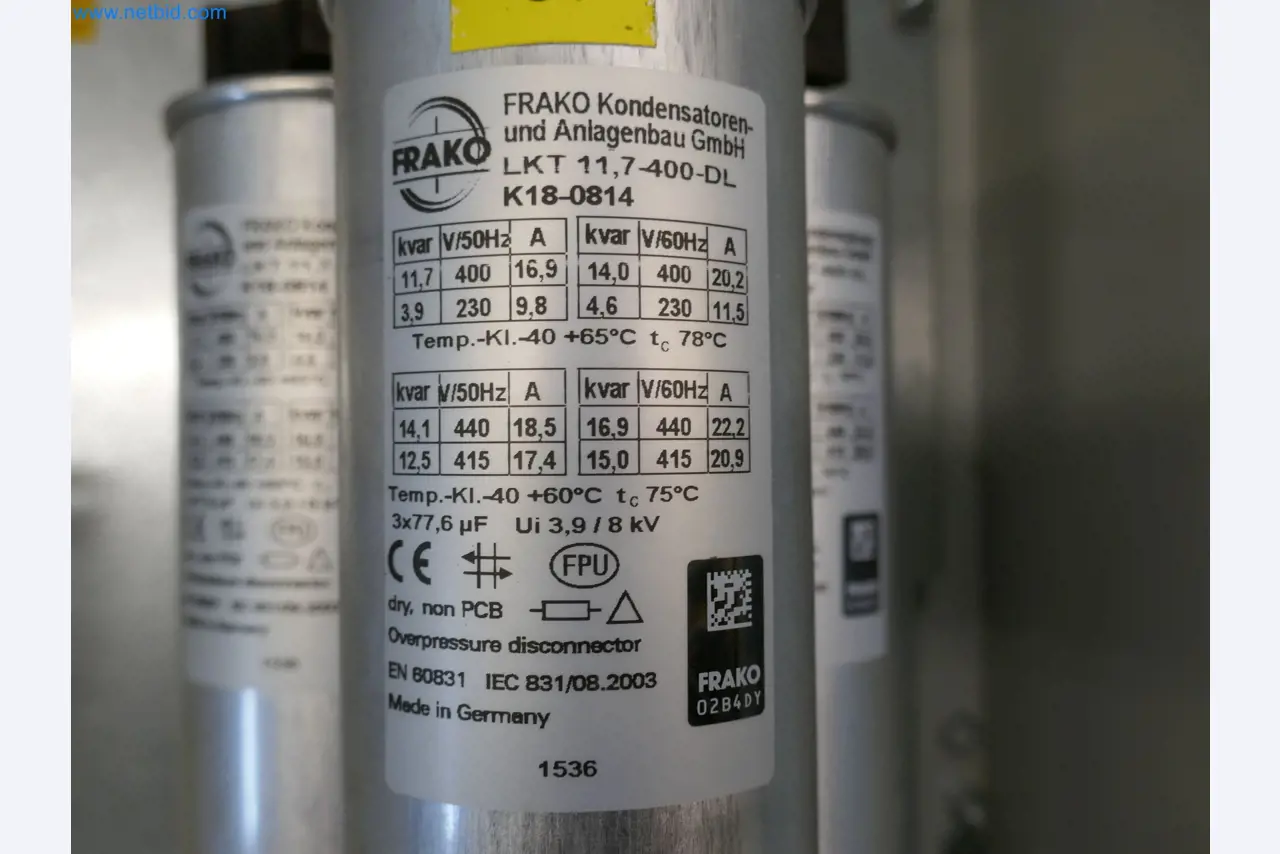 www.netbid.com
FRAKO
FRAKO Kondensatoren-
und Anlagenbau GmbH
LKT 11,7-400-DL
K18-0814
kvar V/50Hz A kvar V/60Hz A
11,7 400 16,9 14,0 400 20,2
3,9 230 9,8 4,6 230 11,5
Temp.-Kl.-40 +65°C tc 78°C
kvar V/50Hz A kvar V/60Hz A
14,1 440 18,5 16,9 440 22,2
12,5 415 17,4 15,0 415 20,9
Temp.-Kl.-40 +60°C tc 75°C
3x77,6 µF Ui 3,9 / 8 kV
CE FPU
dry, non PCB
Overpressure disconnector
EN 60831 IEC 831/08.2003
Made in Germany
FRAKO
02B4DY
1536
FRAKO
K18-0814